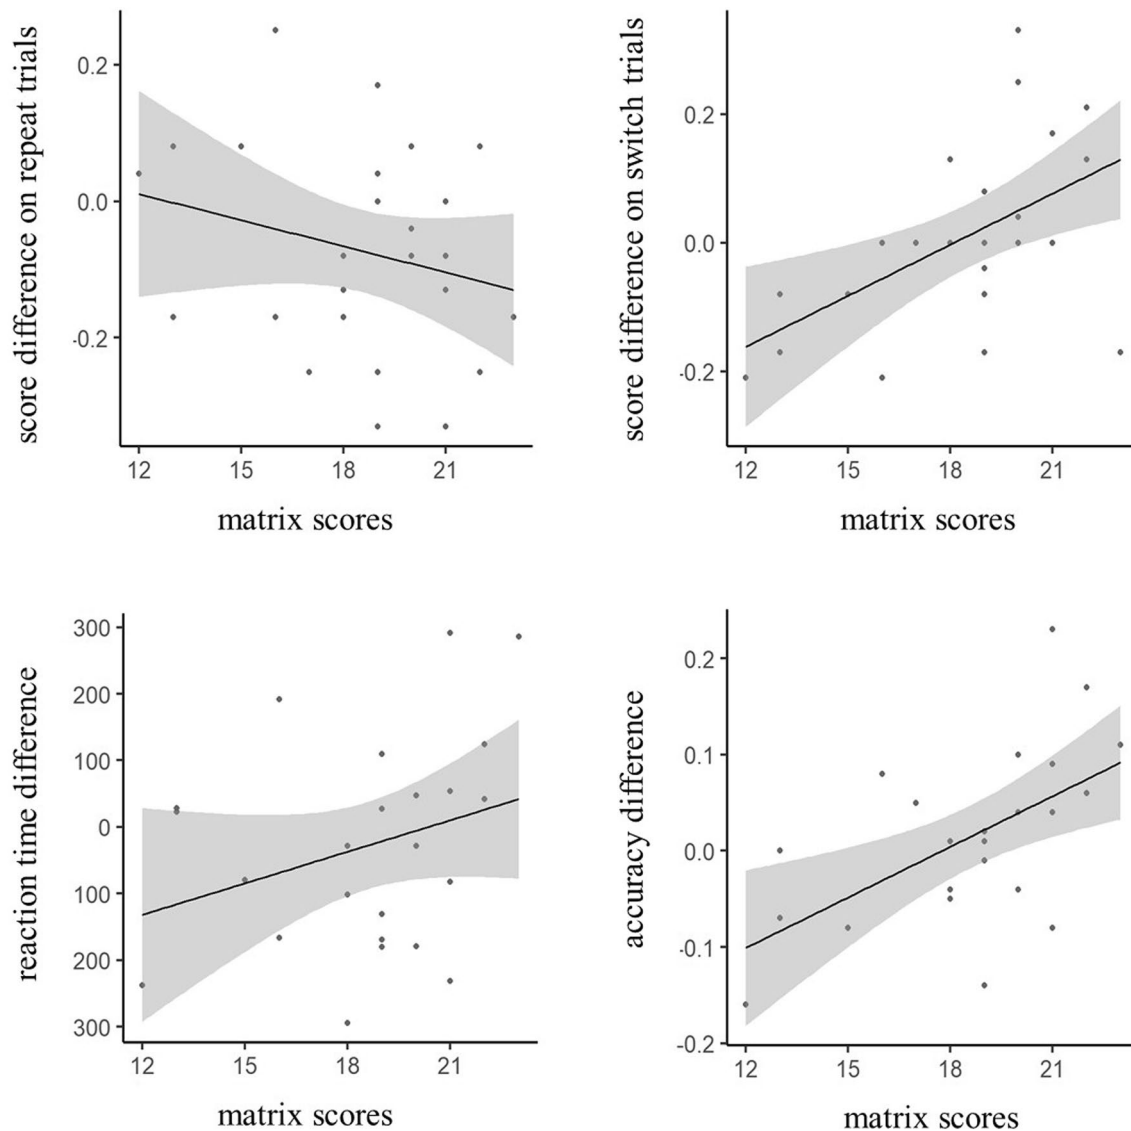 score difference on repeat trials
0.2
0.0
-0.2
12 15 18 21
matrix scores
score difference on switch trials
0.2
0.0
-0.2
12 15 18 21
matrix scores
reaction time difference
300
200
100
0
100
200
300
12 15 18 21
matrix scores
accuracy difference
0.2
0.1
0.0
-0.1
-0.2
12 15 18 21
matrix scores